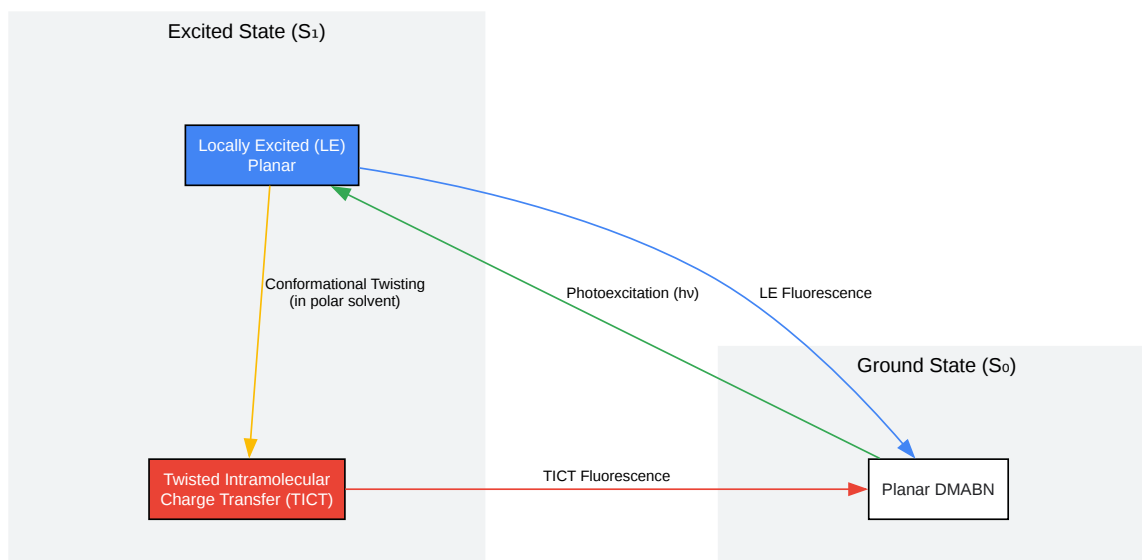 Excited State (S₁)
Locally Excited (LE)
Planar
Conformational Twisting
(in polar solvent)
Photoexcitation (hν)
LE Fluorescence
Ground State (S₀)
Twisted Intramolecular
Charge Transfer (TICT)
TICT Fluorescence
Planar DMABN